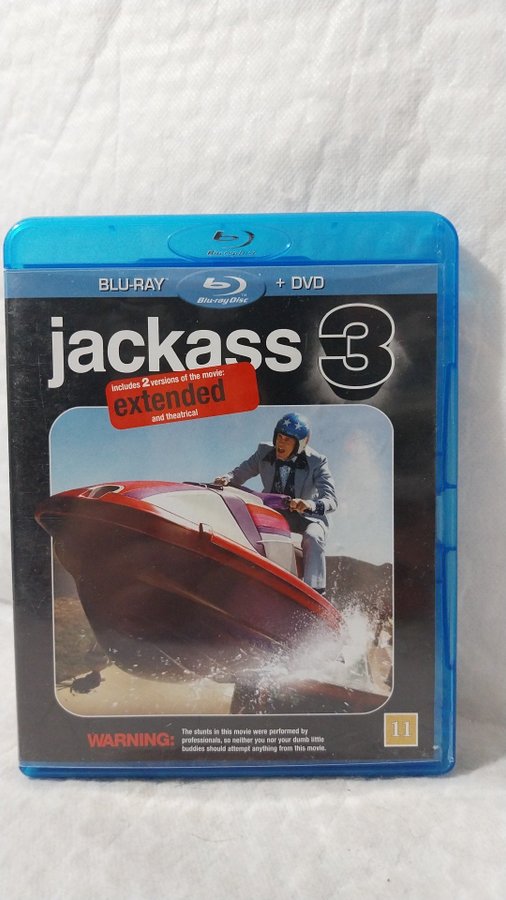 Blu-ray Disc
BLU-RAY Blu-ray Disc + DVD
jackass 3
includes 2 versions of the movie:
extended
and theatrical
WARNING:
The stunts in this movie were performed by
professionals, so neither you nor your dumb little
buddies should attempt anything from this movie.
11